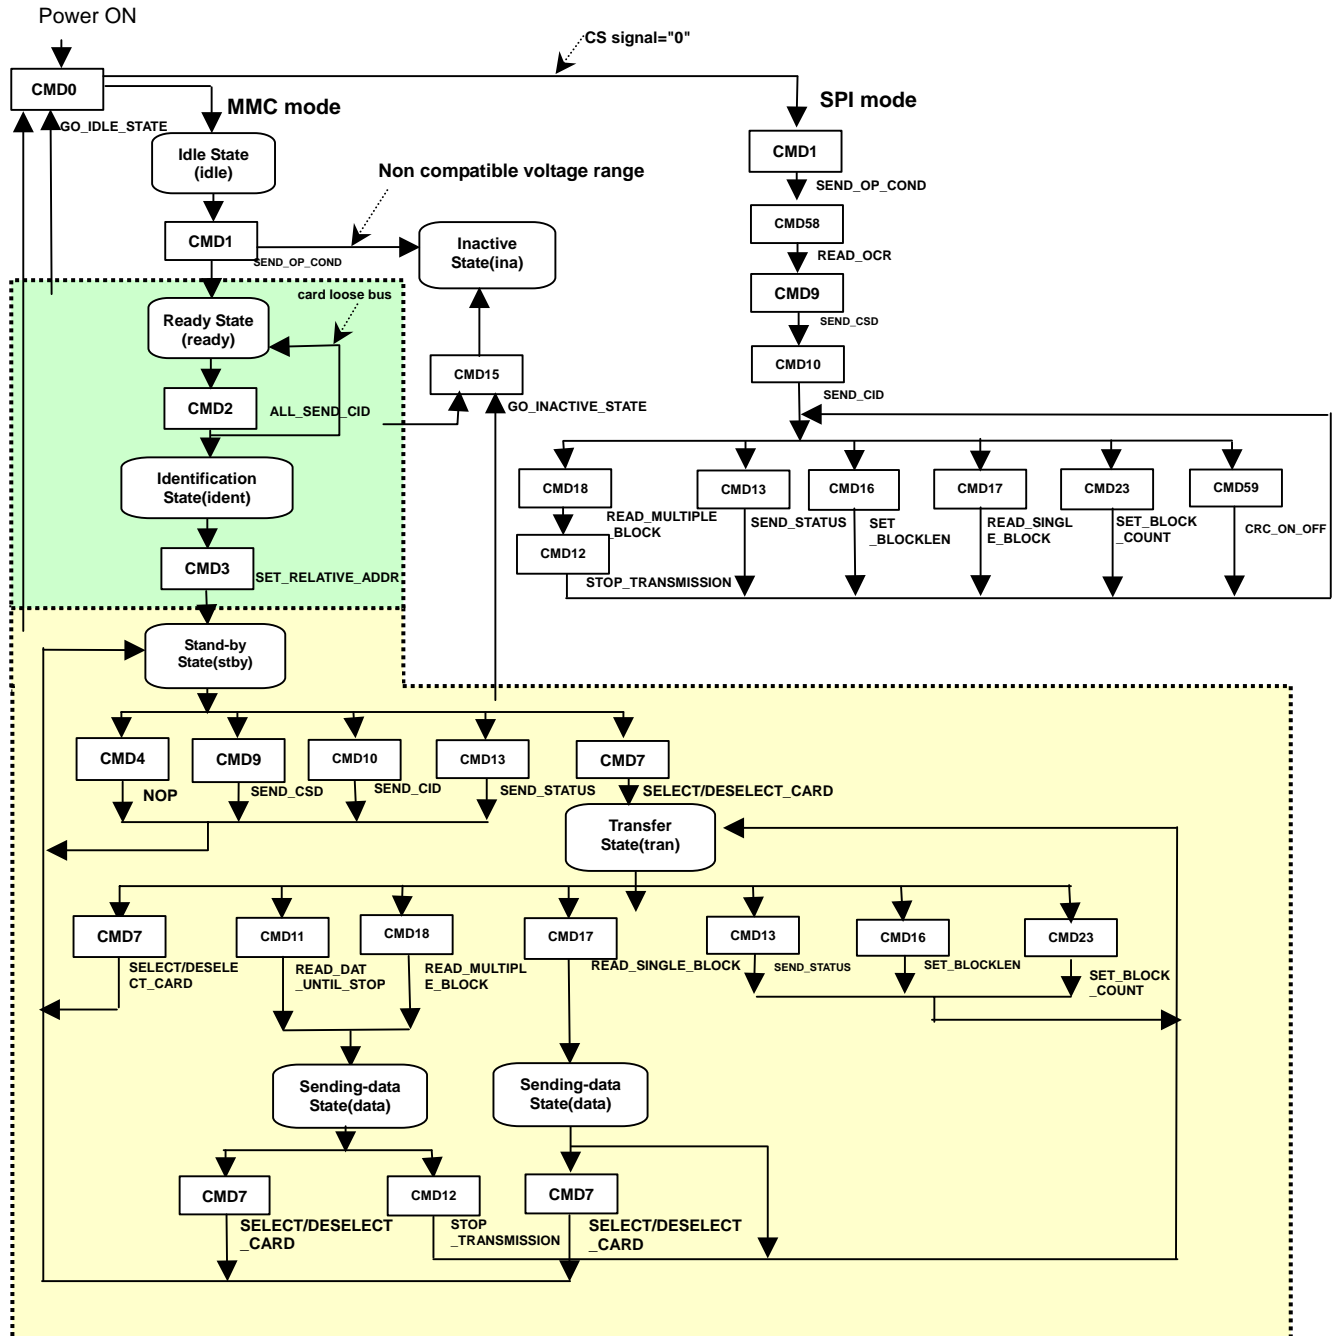 Power ON
CS signal="0"
CMD0
MMC mode
SPI mode
GO_IDLE_STATE
Idle State
(idle)
CMD1
SEND_OP_COND
Non compatible voltage range
CMD58
READ_OCR
CMD1
SEND_OP_COND
Inactive
State(ina)
CMD9
SEND_CSD
card loose bus
Ready State
(ready)
CMD10
SEND_CID
CMD15
GO_INACTIVE_STATE
CMD2
ALL_SEND_CID
Identification
State(ident)
CMD18
CMD13
CMD16
CMD17
CMD23
CMD59
READ_MULTIPLE
_BLOCK
SEND_STATUS
SET
_BLOCKLEN
READ_SINGL
E_BLOCK
SET_BLOCK
_COUNT
CRC_ON_OFF
CMD12
STOP_TRANSMISSION
CMD3
SET_RELATIVE_ADDR
Stand-by
State(stby)
CMD4
CMD9
CMD10
CMD13
CMD7
NOP
SEND_CSD
SEND_CID
SEND_STATUS
SELECT/DESELECT_CARD
Transfer
State(tran)
CMD7
CMD11
CMD18
CMD17
CMD13
CMD16
CMD23
SELECT/DESELE
CT_CARD
READ_DAT
_UNTIL_STOP
READ_MULTIPL
E_BLOCK
READ_SINGLE_BLOCK
SEND_STATUS
SET_BLOCKLEN
SET_BLOCK
_COUNT
Sending-data
State(data)
Sending-data
State(data)
CMD7
CMD12
CMD7
SELECT/DESELECT
_CARD
STOP
_TRANSMISSION
SELECT/DESELECT
_CARD